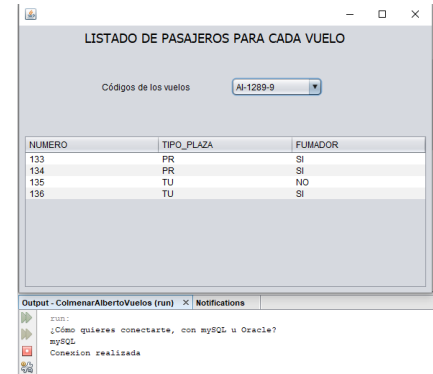 LISTADO DE PASAJEROS PARA CADA VUELO
Códigos de los vuelos AI-1289-9
NUMERO TIPO_PLAZA FUMADOR
133 PR SI
134 PR SI
135 TU NO
136 TU SI
Output - ColmenarAlbertoVuelos (run) × Notifications
run:
¿Cómo quieres conectarte, con mySQL u Oracle?
mySQL
Conexion realizada